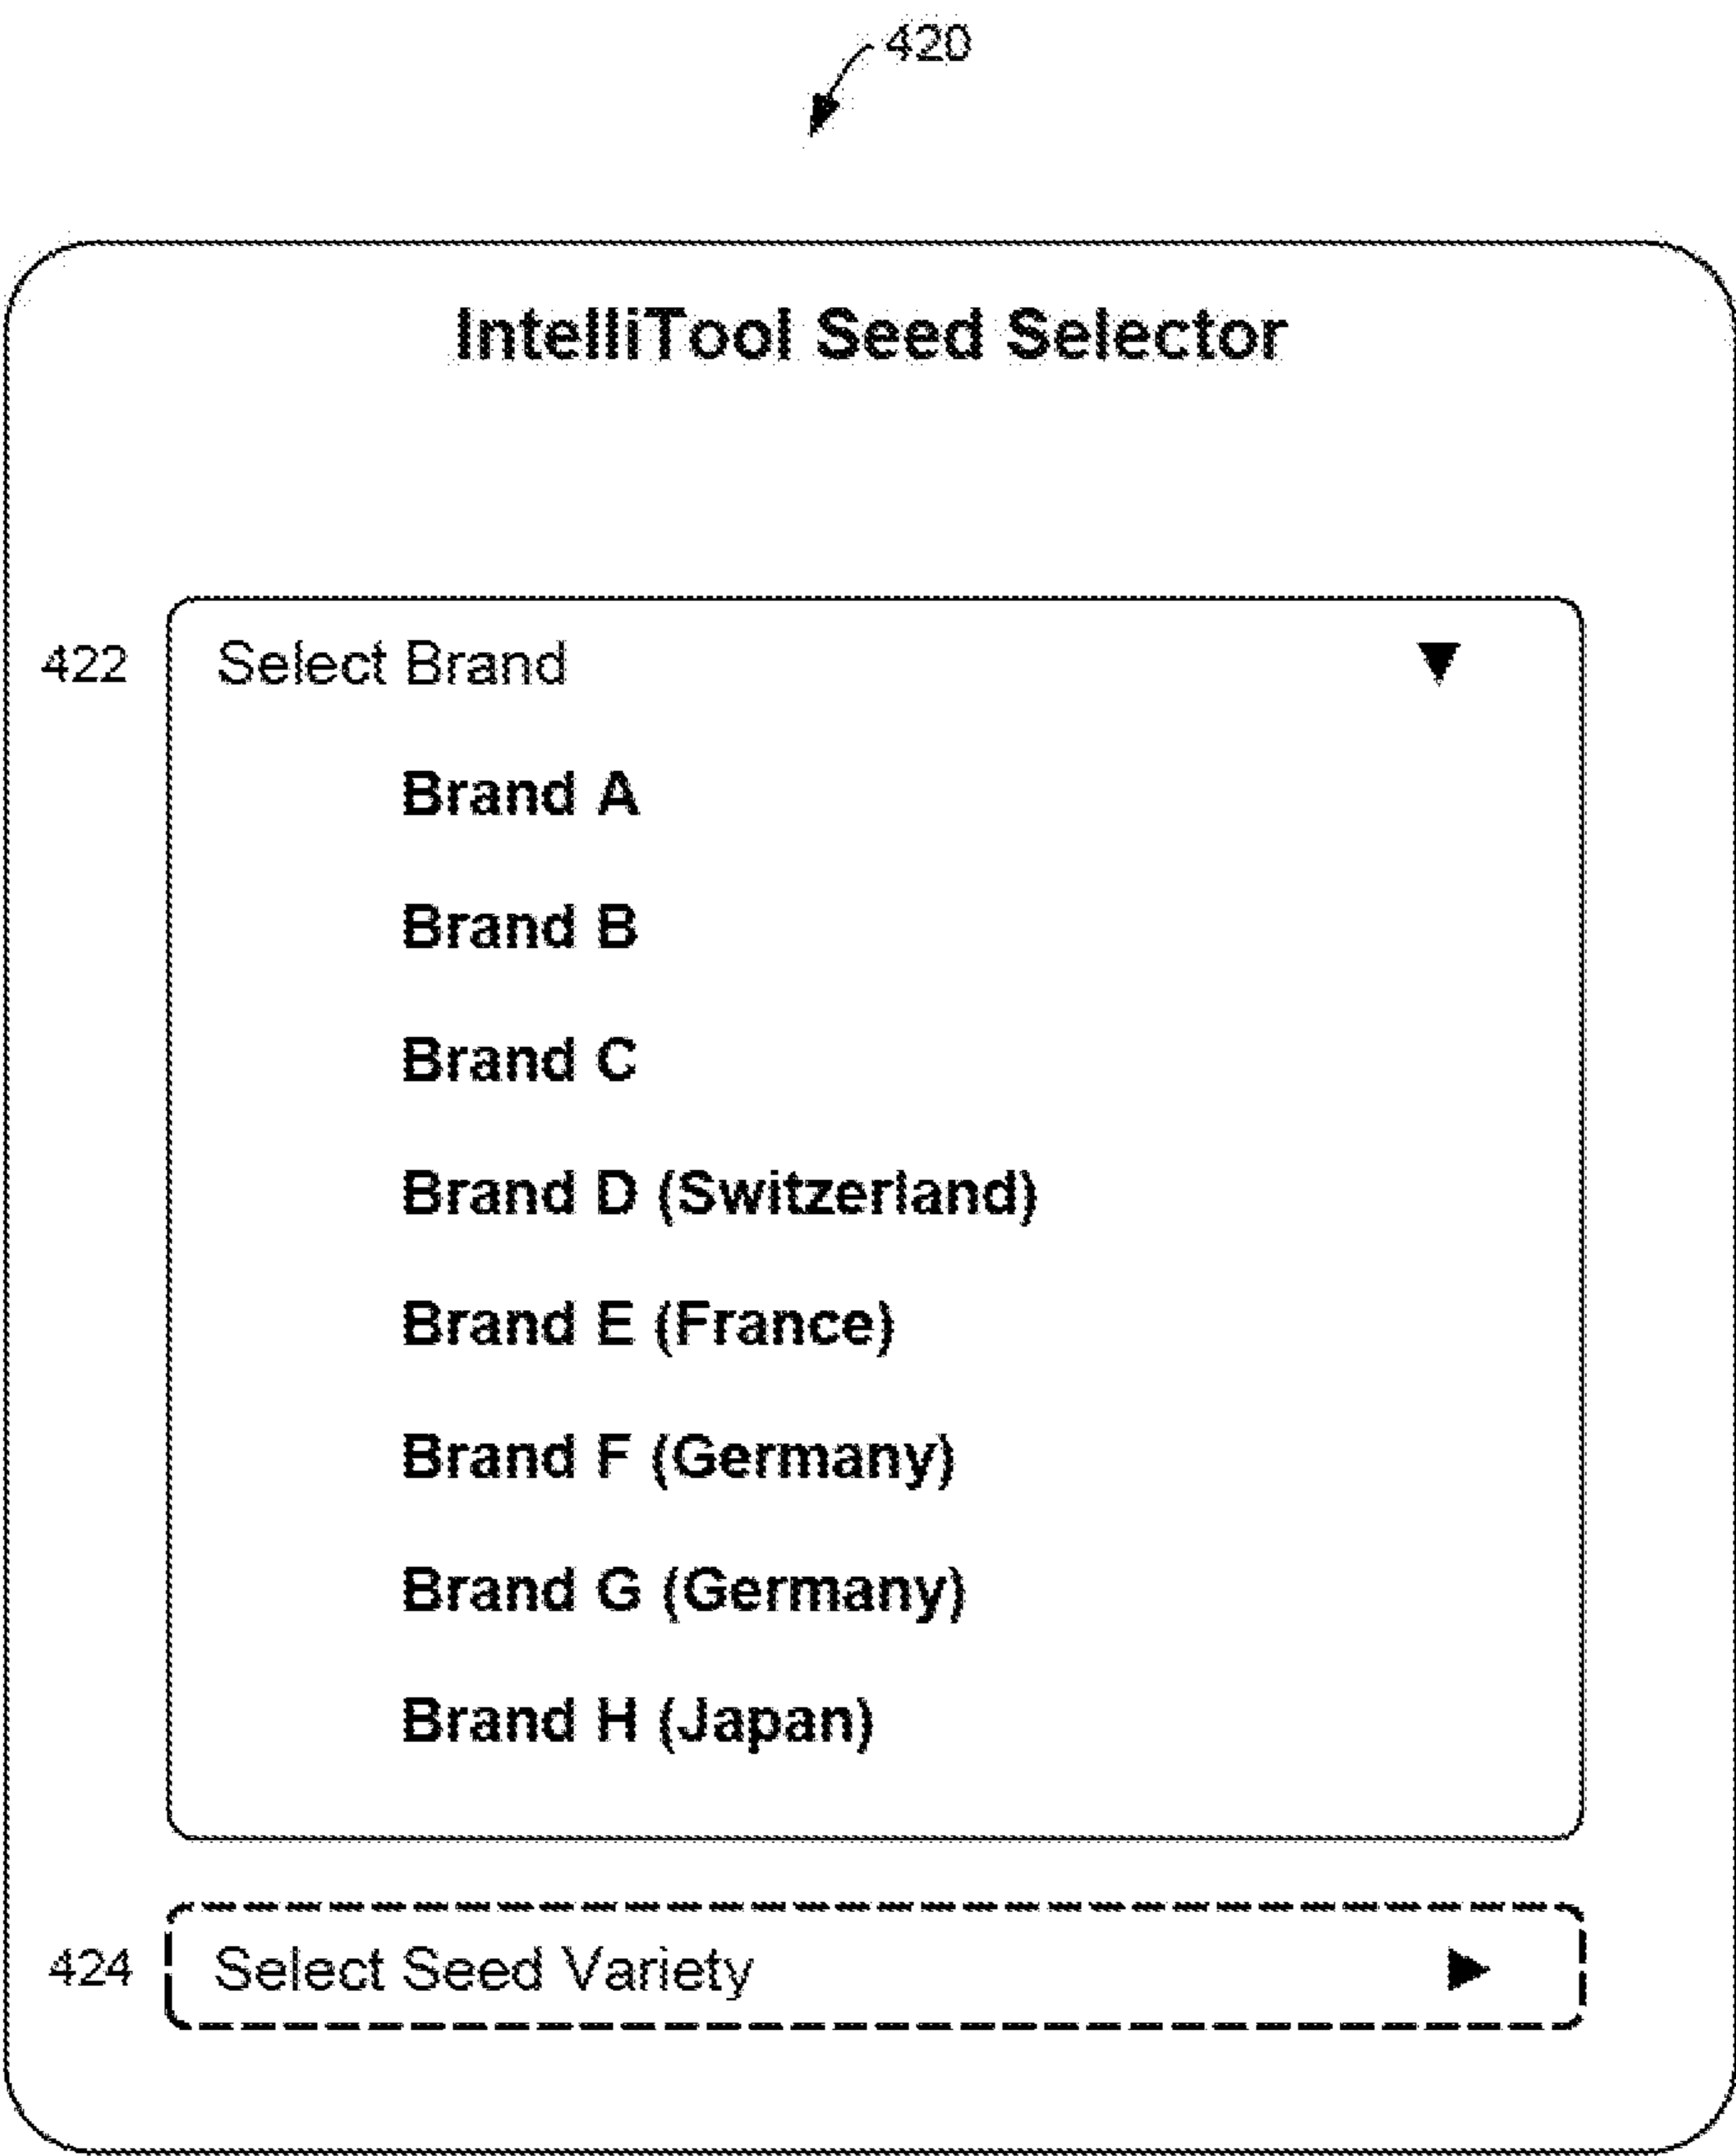 420
IntelliTool Seed Selector
422 Select Brand
Brand A
Brand B
Brand C
Brand D (Switzerland)
Brand E (France)
Brand F (Germany)
Brand G (Germany)
Brand H (Japan)
424 Select Seed Variety